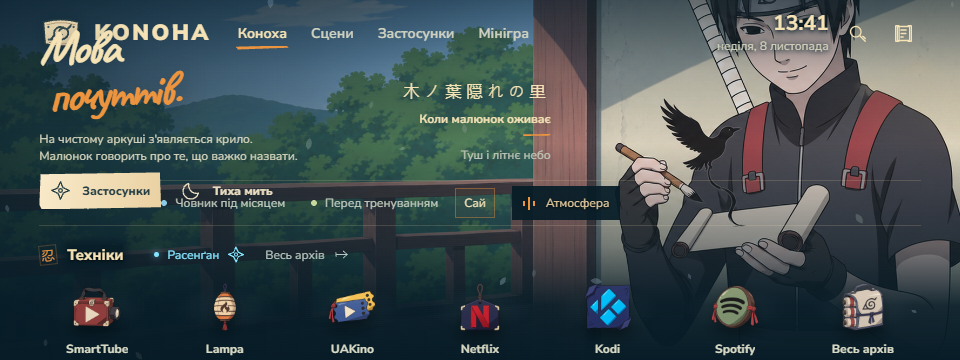 KONOHA
Коноха
Сцени
Застосунки
Мінігра
13:41
неділя, 8 листопада
Мова
почуттів.
木ノ葉隠れの里
Коли малюнок оживає
Туш і літнє небо
На чистому аркуші з'являється крило.
Малюнок говорить про те, що важко назвати.
Застосунки
Тиха мить
Човник під місяцем
Перед тренуванням
Сай
Атмосфера
忍
Техніки
Расенґан
Весь архів
SmartTube
Lampa
UAKino
Netflix
Kodi
Spotify
Весь архів